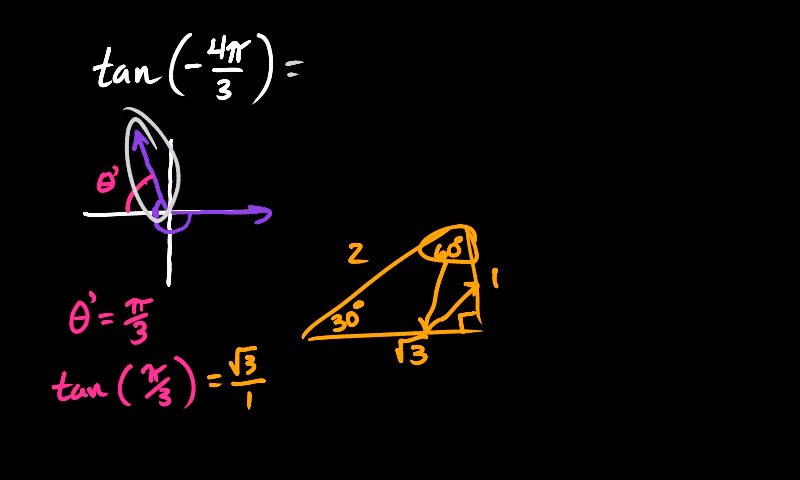 tan(-4π/3) =
θ'
2
60°
1
30°
√3
θ' = π/3
tan(π/3) = √3/1